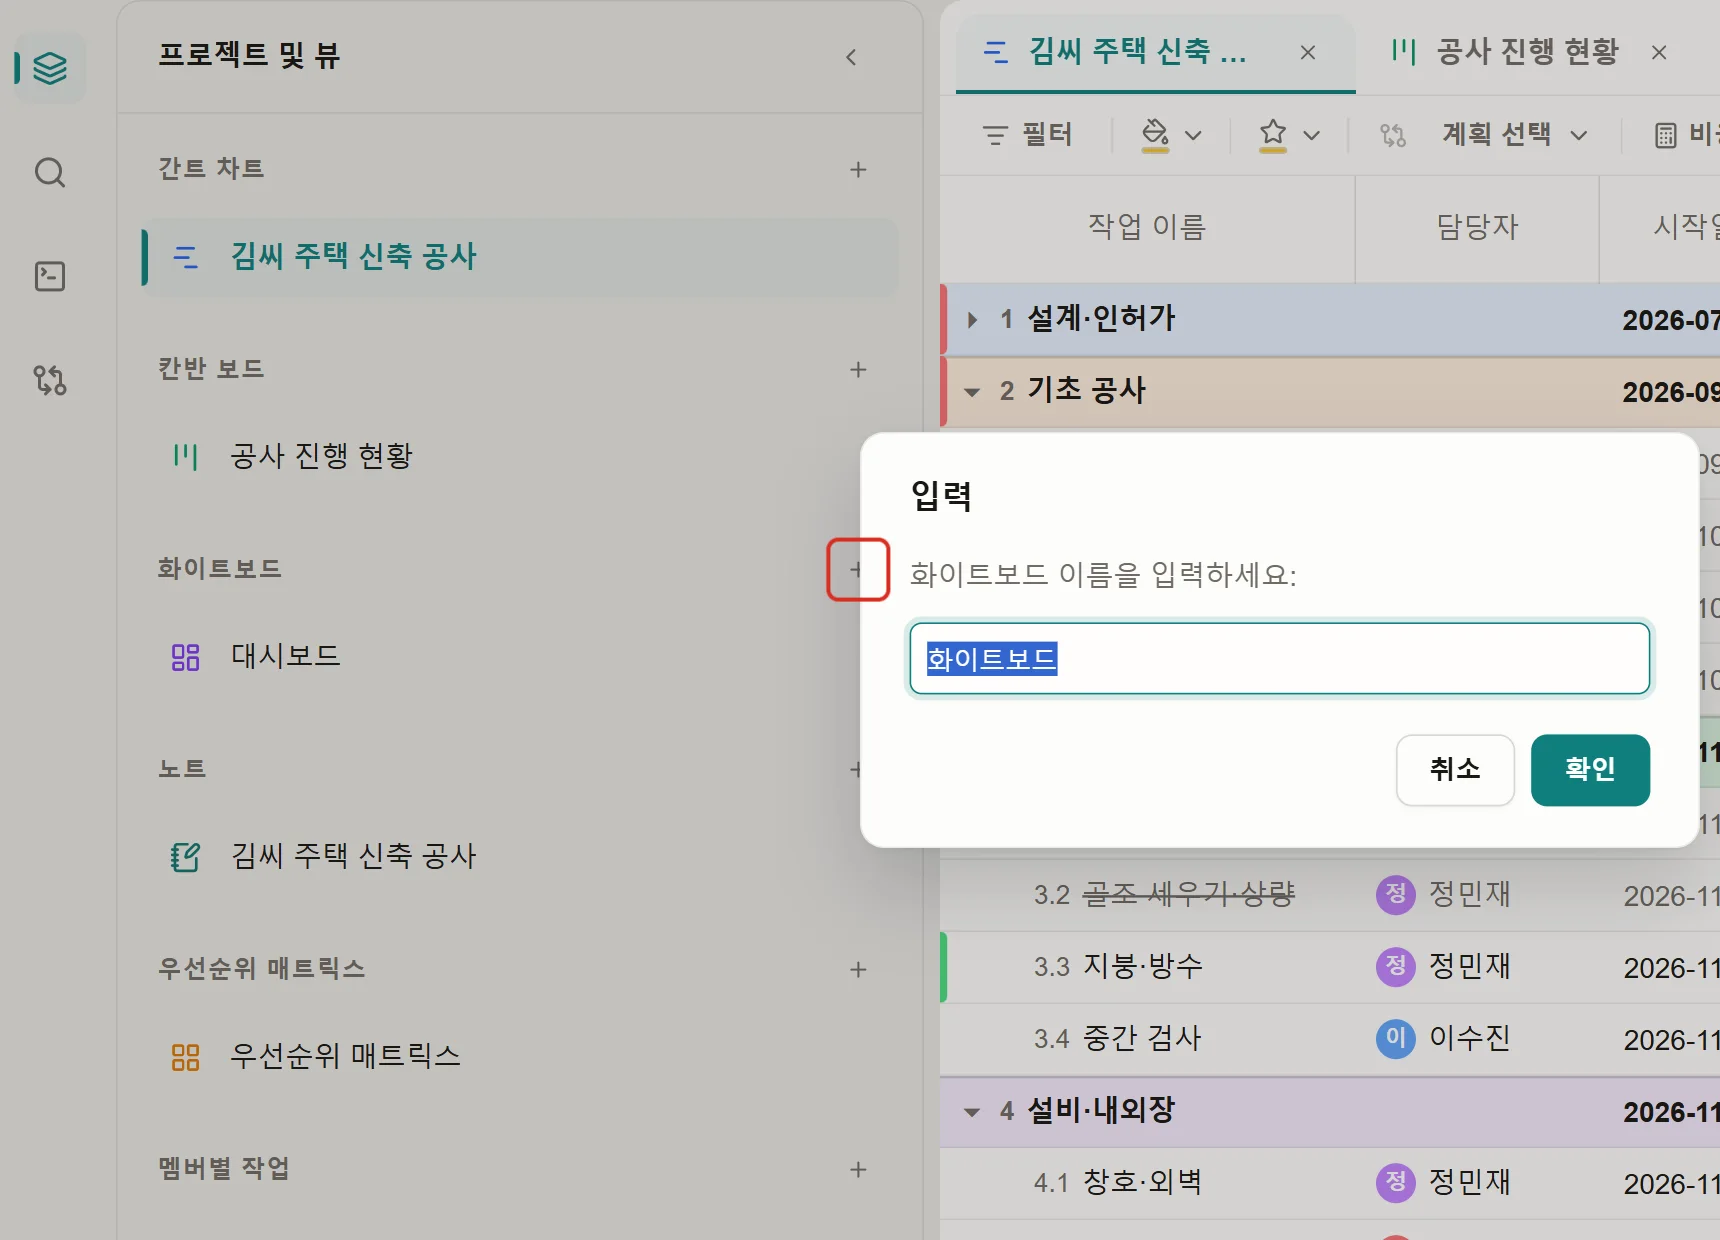 프로젝트 및 뷰
간트 차트
김씨 주택 신축 공사
칸반 보드
공사 진행 현황
화이트보드
대시보드
노트
김씨 주택 신축 공사
우선순위 매트릭스
우선순위 매트릭스
멤버별 작업
김씨 주택 신축 ...
공사 진행 현황
필터
계획 선택
작업 이름
담당자
시작일
1 설계·인허가 2026-07
2 기초 공사 2026-09
09
10
10
10
11
11
입력
화이트보드 이름을 입력하세요:
화이트보드
취소
확인
3.2 골조 세우기·상량 정 정민재 2026-11
3.3 지붕·방수 정 정민재 2026-11
3.4 중간 검사 이 이수진 2026-11
4 설비·내외장 2026-11
4.1 창호·외벽 정 정민재 2026-11